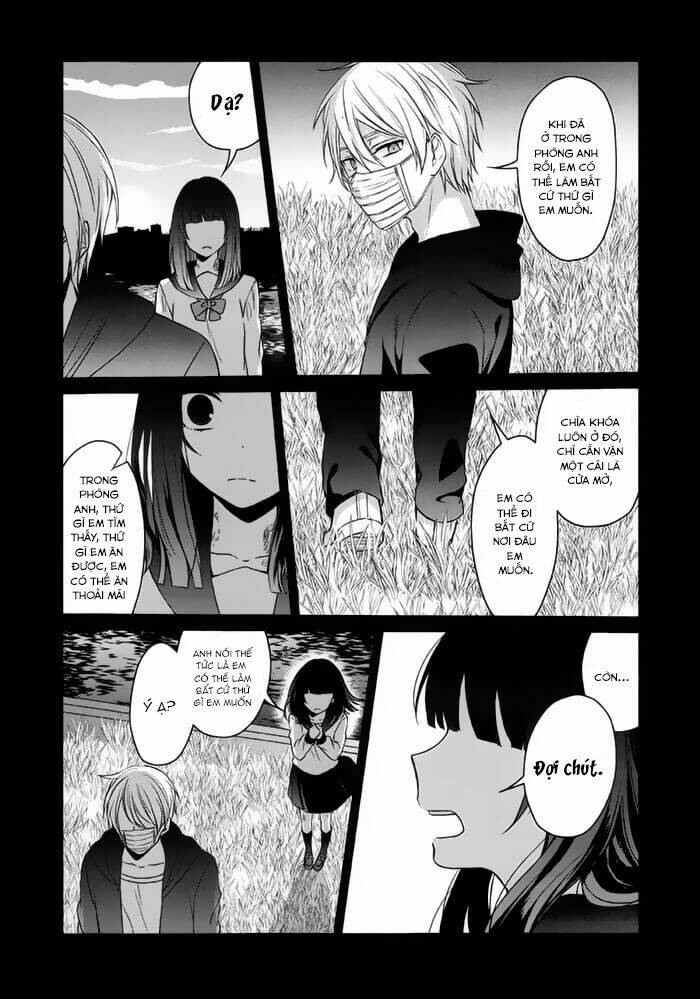 KHI ĐÃ
Ở TRONG
PHÒNG ANH
RỒI, EM CÓ
THỂ LÀM BẤT
CỨ THỨ GÌ
EM MUỐN.
Dạ?
CHÌA KHÓA
LUÔN Ở ĐÓ,
CHỈ CẦN VẶN
MỘT CÁI LÀ
CỬA MỞ,
EM CÓ
THỂ ĐI
BẤT CỨ
NƠI ĐÂU
EM
MUỐN.
TRONG
PHÒNG
ANH, THỨ
GÌ EM TÌM
THẤY, THỨ
GÌ EM ĂN
ĐƯỢC, EM
CÓ THỂ ĂN
THOẢI MÁI
CÒN...
Đợi chút.
ANH NÓI THẾ
TỨC LÀ EM
CÓ THỂ LÀM
BẤT CỨ THỨ
GÌ EM MUỐN
Ý Ạ?